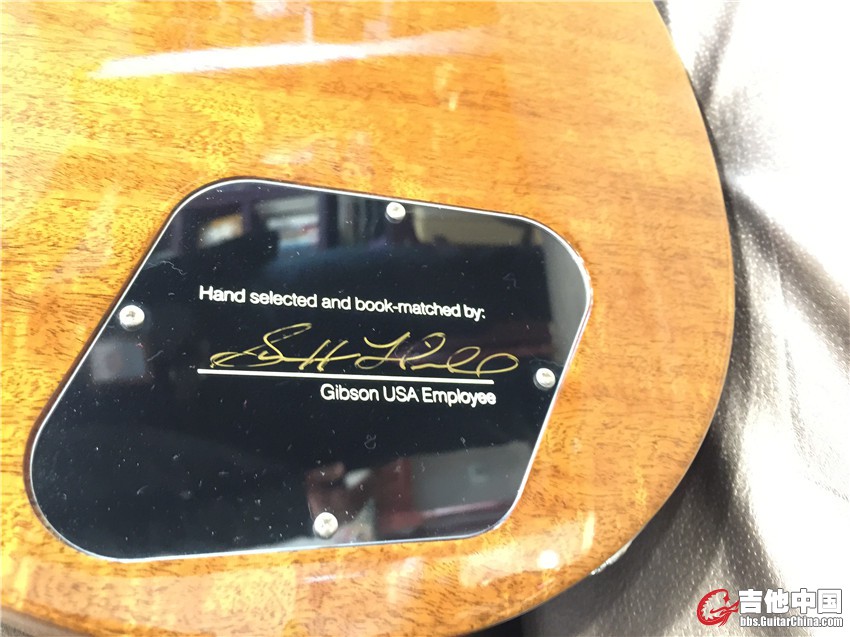 Hand selected and book-matched by:
Gibson USA Employee
吉他中国
bbs.GuitarChina.com